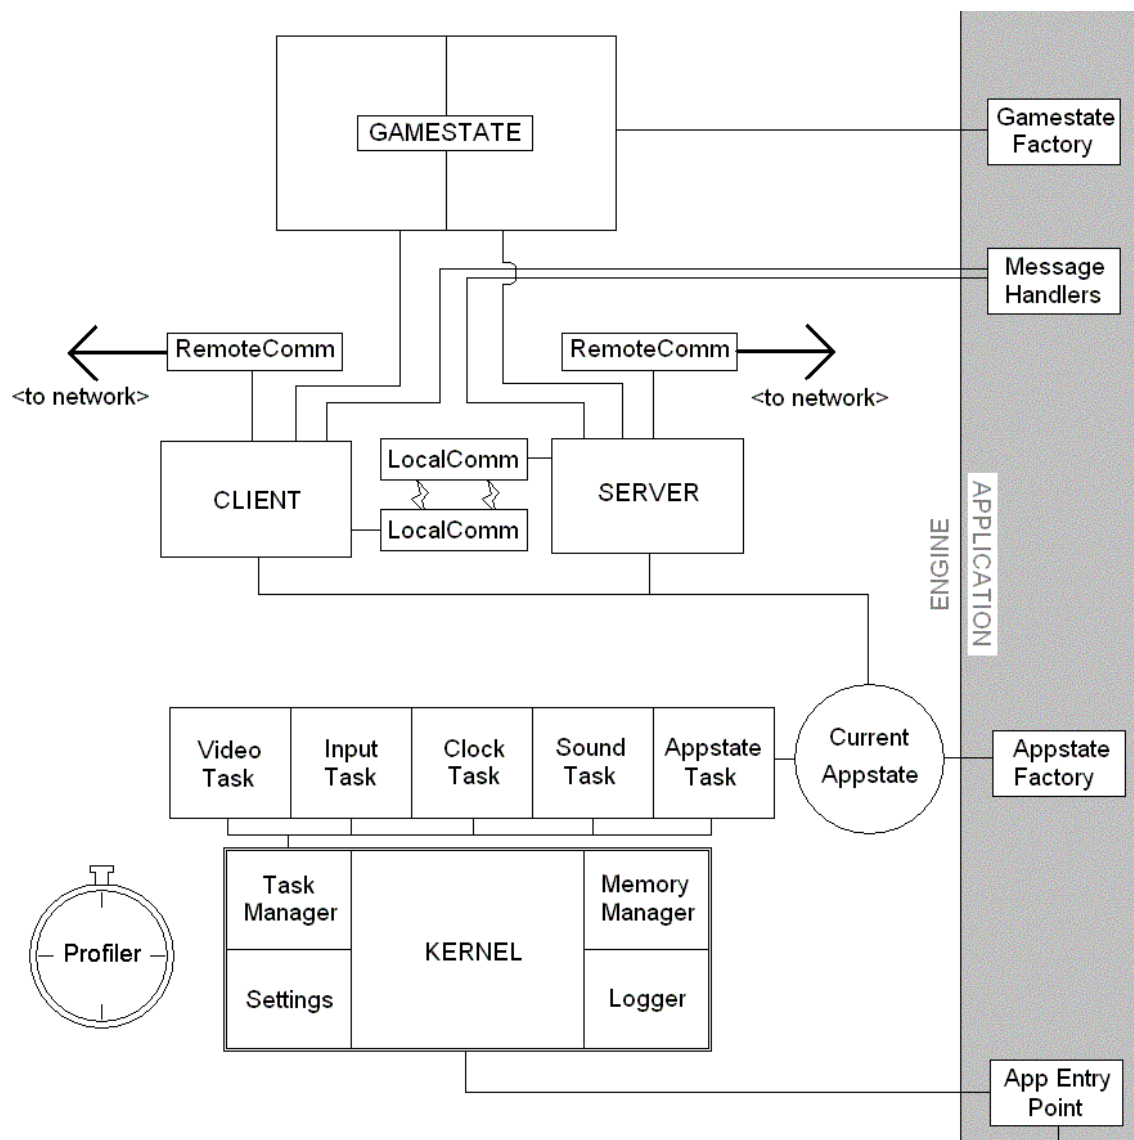 GAMESTATE
Gamestate
Factory
Message
Handlers
RemoteComm
RemoteComm
<to network>
<to network>
CLIENT
LocalComm
LocalComm
SERVER
ENGINE
APPLICATION
Video
Task
Input
Task
Clock
Task
Sound
Task
Appstate
Task
Current
Appstate
Appstate
Factory
Profiler
Task
Manager
Settings
KERNEL
Memory
Manager
Logger
App Entry
Point